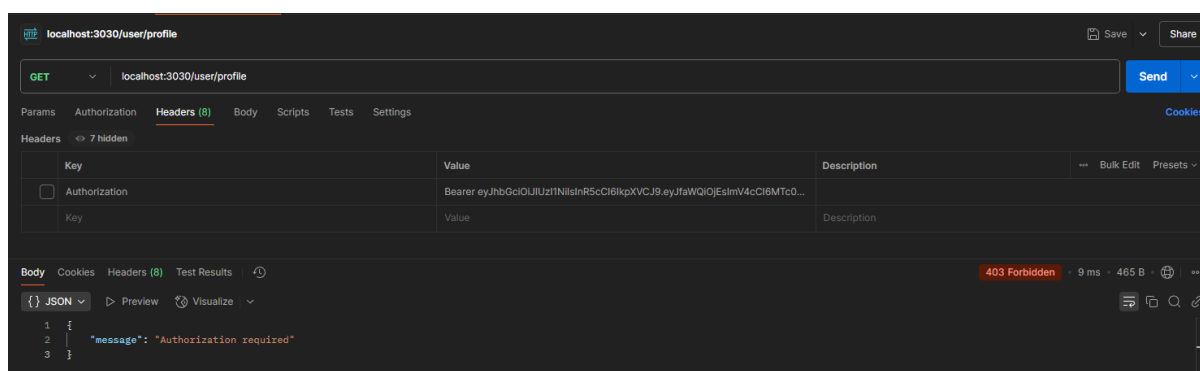 HTTP localhost:3030/user/profile Save Share
GET localhost:3030/user/profile Send
Params Authorization Headers (8) Body Scripts Tests Settings Cookies
Headers 7 hidden
Key Value Description ••• Bulk Edit Presets
Authorization Bearer eyJhbGciOiJIUzI1NiIsInR5cCI6IkpXVCJ9.eyJfaWQiOjEsImV4cCI6MTc0...
Key Value Description
Body Cookies Headers (8) Test Results 403 Forbidden • 9 ms • 465 B •••
{} JSON Preview Visualize
1 {
2 "message": "Authorization required"
3 }